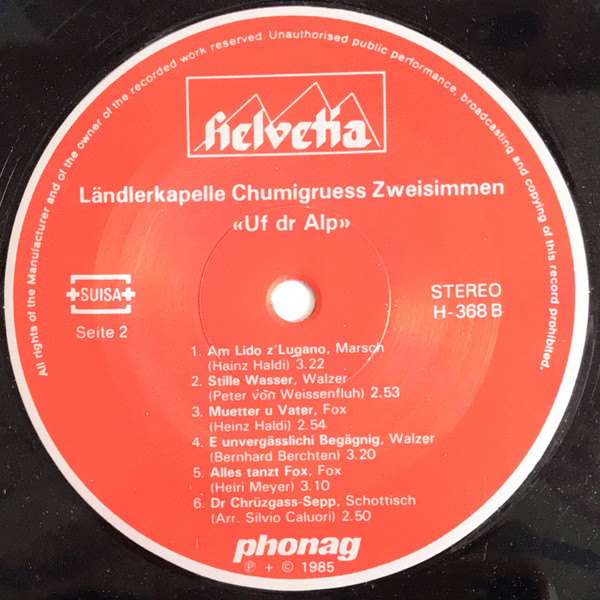 All rights of the Manufacturer and of the owner of the recorded work reserved. Unauthorised public performance, broadcasting and copying of this record prohibited.
Helvetia
Ländlerkapelle Chumigruess Zweisimmen
«Uf dr Alp»
SUISA
Seite 2
STEREO
H-368 B
1. Am Lido z'Lugano, Marsch
(Hainz Haldi) 3.22
2. Stille Wasser, Walzer
(Peter von Weissenfluh) 2.53
3. Muetter u Vater, Fox
(Heinz Haldi) 2.54
4. E unvergässlichi Begägnig, Walzer
(Bernhard Berchten) 3.20
5. Alles tanzt Fox, Fox
(Heiri Meyer) 3.10
6. Dr Chrüzgass-Sepp, Schottisch
(Arr. Silvio Caluori) 2.50
phonag
℗ + © 1985